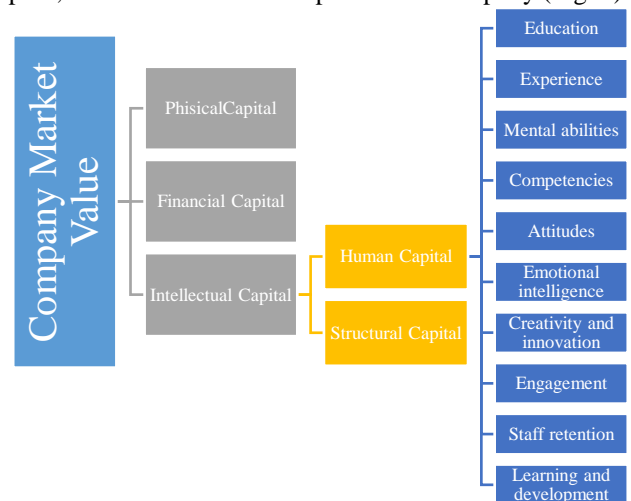 Company Market
Value
PhisicalCapital
Financial Capital
Intellectual Capital
Human Capital
Structural Capital
Education
Experience
Mental abilities
Competencies
Attitudes
Emotional
intelligence
Creativity and
innovation
Engagement
Staff retention
Learning and
development